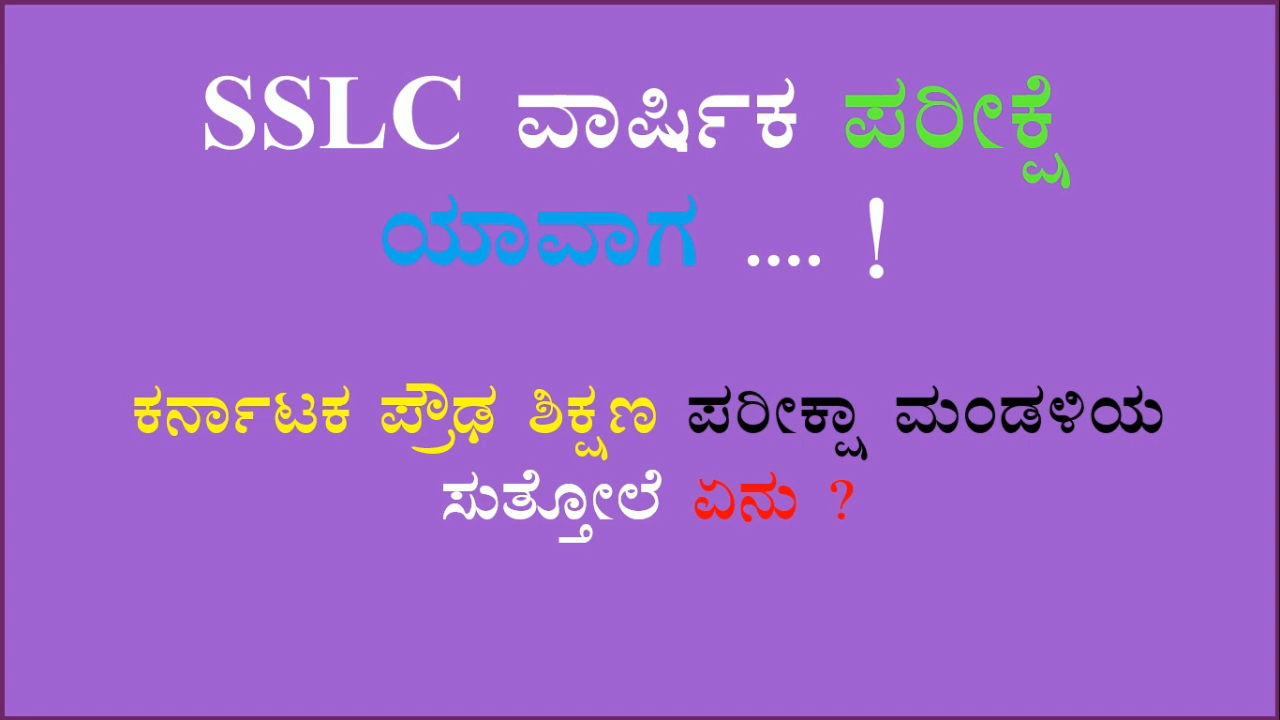 SSLC ವಾರ್ಷಿಕ ಪರೀಕ್ಷೆ
ಯಾವಾಗ .... !
ಕರ್ನಾಟಕ ಪ್ರೌಢ ಶಿಕ್ಷಣ ಪರೀಕ್ಷಾ ಮಂಡಳಿಯ
ಸುತ್ತೋಲೆ ಏನು ?